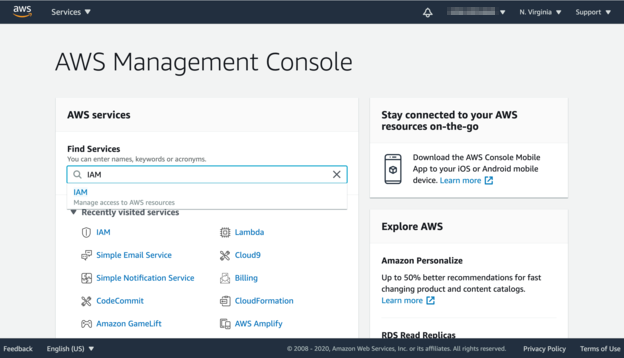 aws
Services
N. Virginia
Support
AWS Management Console
AWS services
Find Services
You can enter names, keywords or acronyms.
IAM
IAM
Manage access to AWS resources
Recently visited services
IAM
Lambda
Simple Email Service
Cloud9
Simple Notification Service
Billing
CodeCommit
CloudFormation
Amazon GameLift
AWS Amplify
Stay connected to your AWS
resources on-the-go
Download the AWS Console Mobile
App to your iOS or Android mobile
device. Learn more
Explore AWS
Amazon Personalize
Up to 50% better recommendations for fast
changing product and content catalogs.
Learn more
RDS Read Replicas
Feedback
English (US)
© 2008 - 2020, Amazon Web Services, Inc. or its affiliates. All rights reserved.
Privacy Policy
Terms of Use